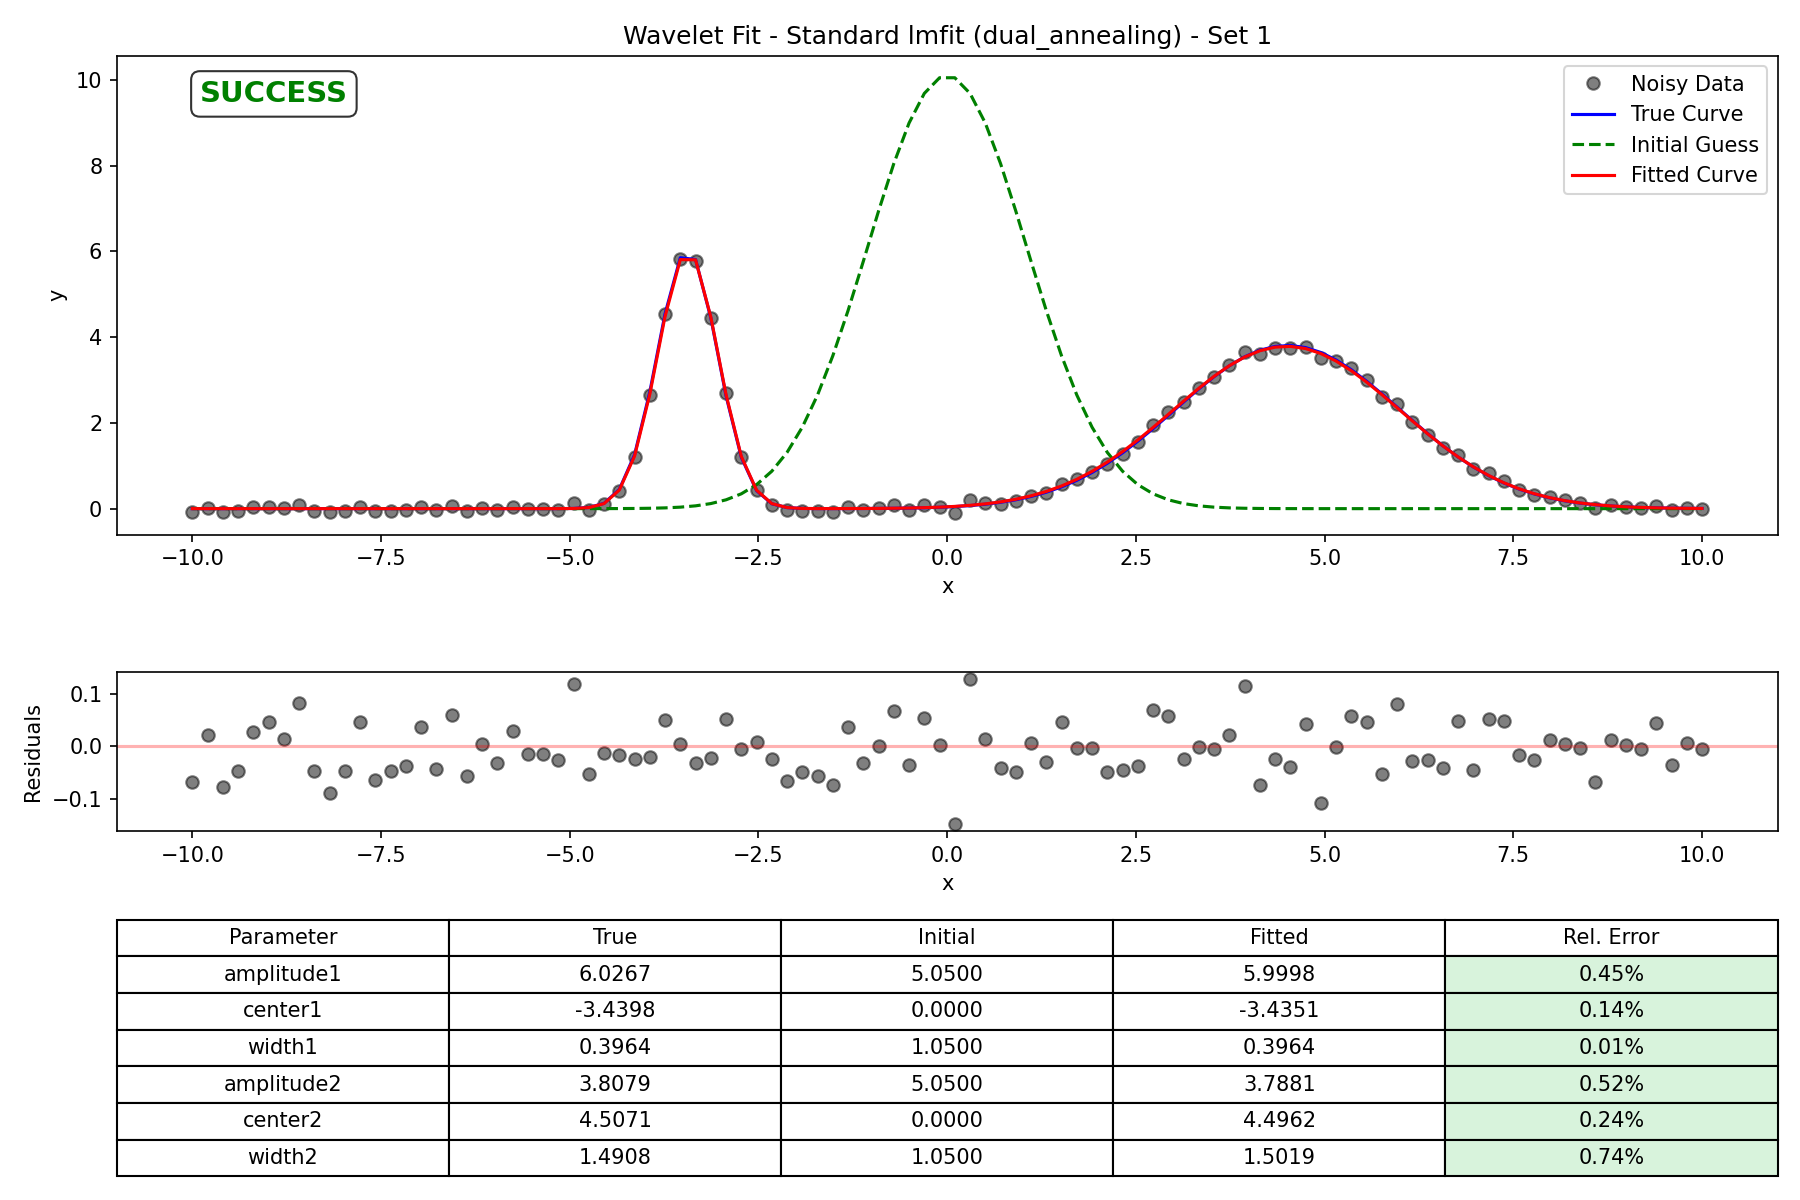 Wavelet Fit - Standard lmfit (dual_annealing) - Set 1
SUCCESS
Noisy Data
True Curve
Initial Guess
Fitted Curve
y
10
8
6
4
2
0
−10.0 −7.5 −5.0 −2.5 0.0 2.5 5.0 7.5 10.0
x
Residuals
0.1
0.0
−0.1
−10.0 −7.5 −5.0 −2.5 0.0 2.5 5.0 7.5 10.0
x
Parameter True Initial Fitted Rel. Error
amplitude1 6.0267 5.0500 5.9998 0.45%
center1 -3.4398 0.0000 -3.4351 0.14%
width1 0.3964 1.0500 0.3964 0.01%
amplitude2 3.8079 5.0500 3.7881 0.52%
center2 4.5071 0.0000 4.4962 0.24%
width2 1.4908 1.0500 1.5019 0.74%